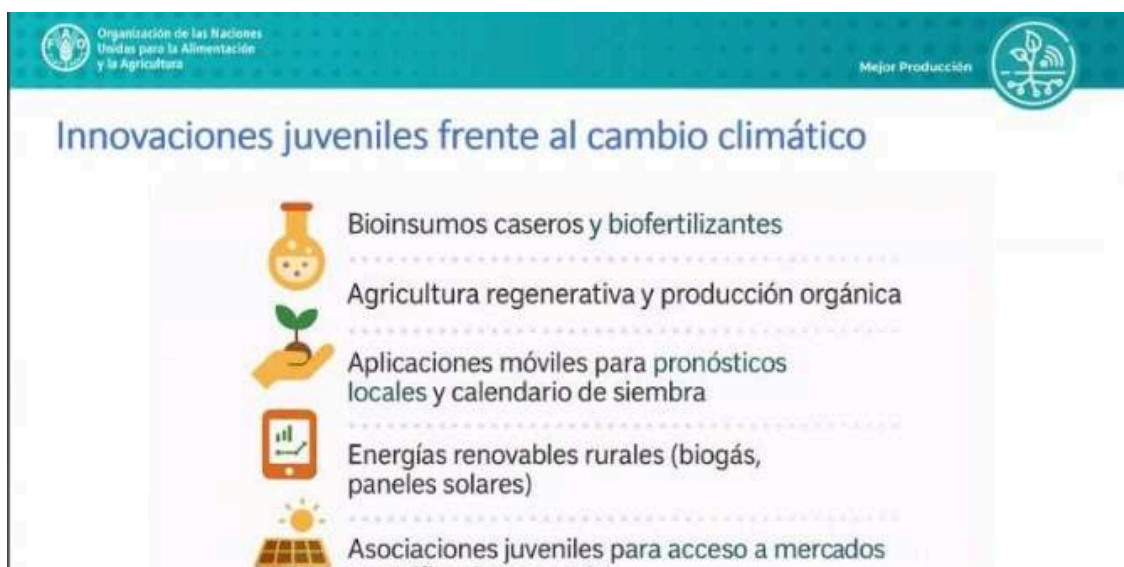 Organización de las Naciones
Unidas para la Alimentación
y la Agricultura
Mejor Producción
Innovaciones juveniles frente al cambio climático
Bioinsumos caseros y biofertilizantes
Agricultura regenerativa y producción orgánica
Aplicaciones móviles para pronósticos
locales y calendario de siembra
Energías renovables rurales (biogás,
paneles solares)
Asociaciones juveniles para acceso a mercados